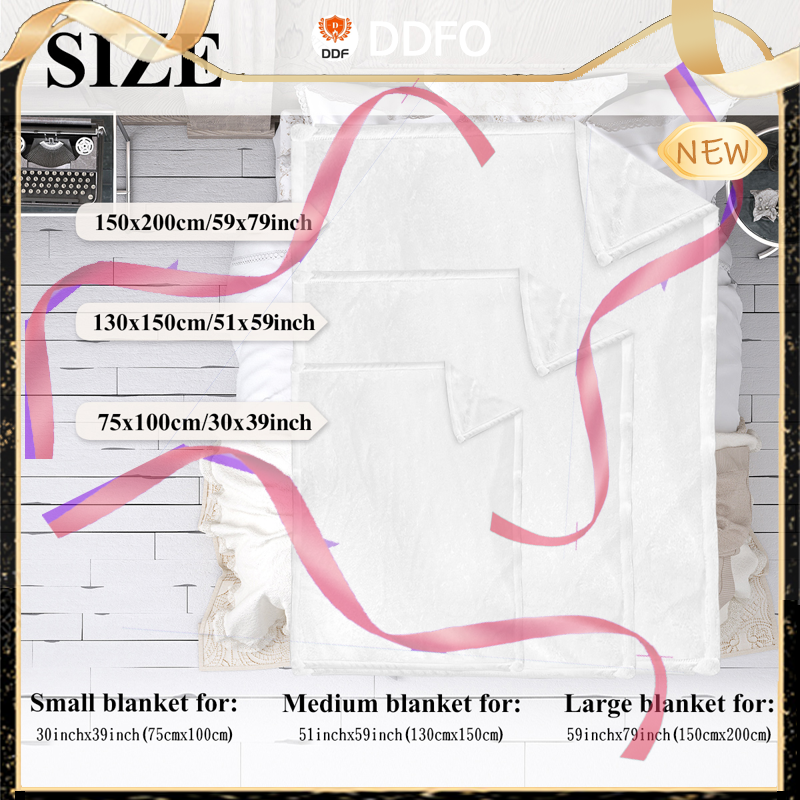 SIZE
DDF
DDFO
NEW
150x200cm/59x79inch
130x150cm/51x59inch
75x100cm/30x39inch
Small blanket for:
30inchx39inch(75cmx100cm)
Medium blanket for:
51inchx59inch(130cmx150cm)
Large blanket for:
59inchx79inch(150cmx200cm)